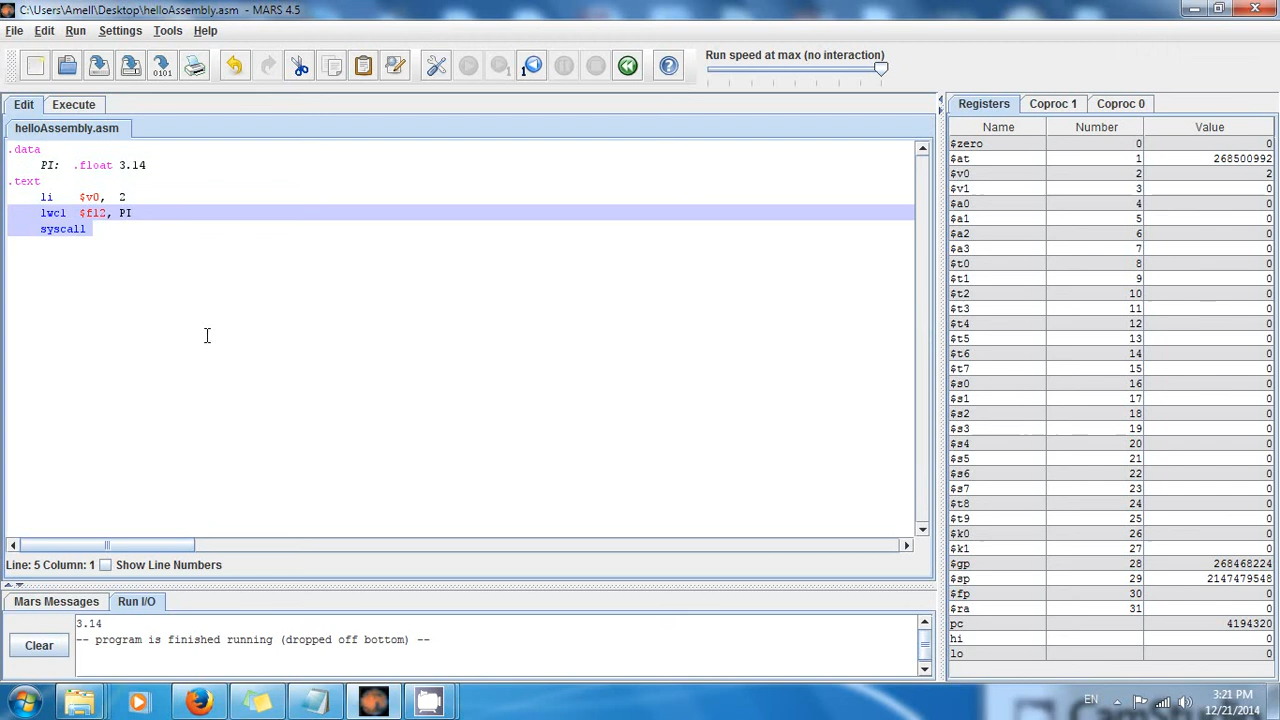 C:\Users\Amell\Desktop\helloAssembly.asm - MARS 4.5
File Edit Run Settings Tools Help
Run speed at max (no interaction)
Edit Execute
helloAssembly.asm
.data
PI: .float 3.14
.text
li $v0, 2
lwc1 $f12, PI
syscall
Line: 5 Column: 1 Show Line Numbers
Mars Messages Run I/O
Clear
3.14
-- program is finished running (dropped off bottom) --
Registers Coproc 1 Coproc 0
Name Number Value
$zero 0 0
$at 1 268500992
$v0 2 2
$v1 3 0
$a0 4 0
$a1 5 0
$a2 6 0
$a3 7 0
$t0 8 0
$t1 9 0
$t2 10 0
$t3 11 0
$t4 12 0
$t5 13 0
$t6 14 0
$t7 15 0
$s0 16 0
$s1 17 0
$s2 18 0
$s3 19 0
$s4 20 0
$s5 21 0
$s6 22 0
$s7 23 0
$t8 24 0
$t9 25 0
$k0 26 0
$k1 27 0
$gp 28 268468224
$sp 29 2147479548
$fp 30 0
$ra 31 0
pc 4194320
hi 0
lo 0
EN
3:21 PM
12/21/2014